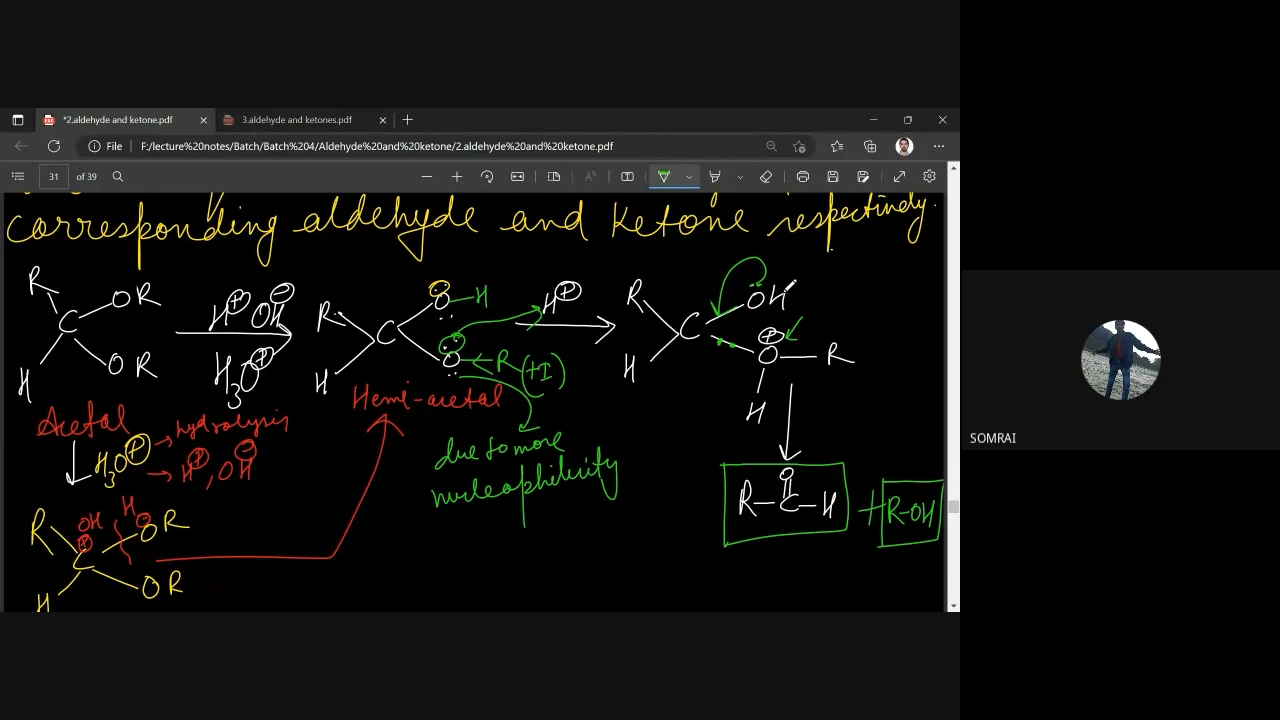 *2.aldehyde and ketone.pdf
3.aldehyde and ketones.pdf
File
F:/lecture%20notes/Batch/Batch%204/Aldehyde%20and%20ketone/2.aldehyde%20and%20ketone.pdf
31 of 39
corresponding aldehyde and Ketone respectively.
R OR H⊕ OH⊖ R O H H⊕ R OH
C C C
H OR H3O⊕ H O R (+I) H O⊕ R
H
Acetal
Hemi-acetal
H3O⊕ → hydrolysis
→ H⊕, OH⊖
due to more
nucleophilicity
O
R-C-H + R-OH
R OH H O⊖ R
⊕
C
H OR
SOMRAI